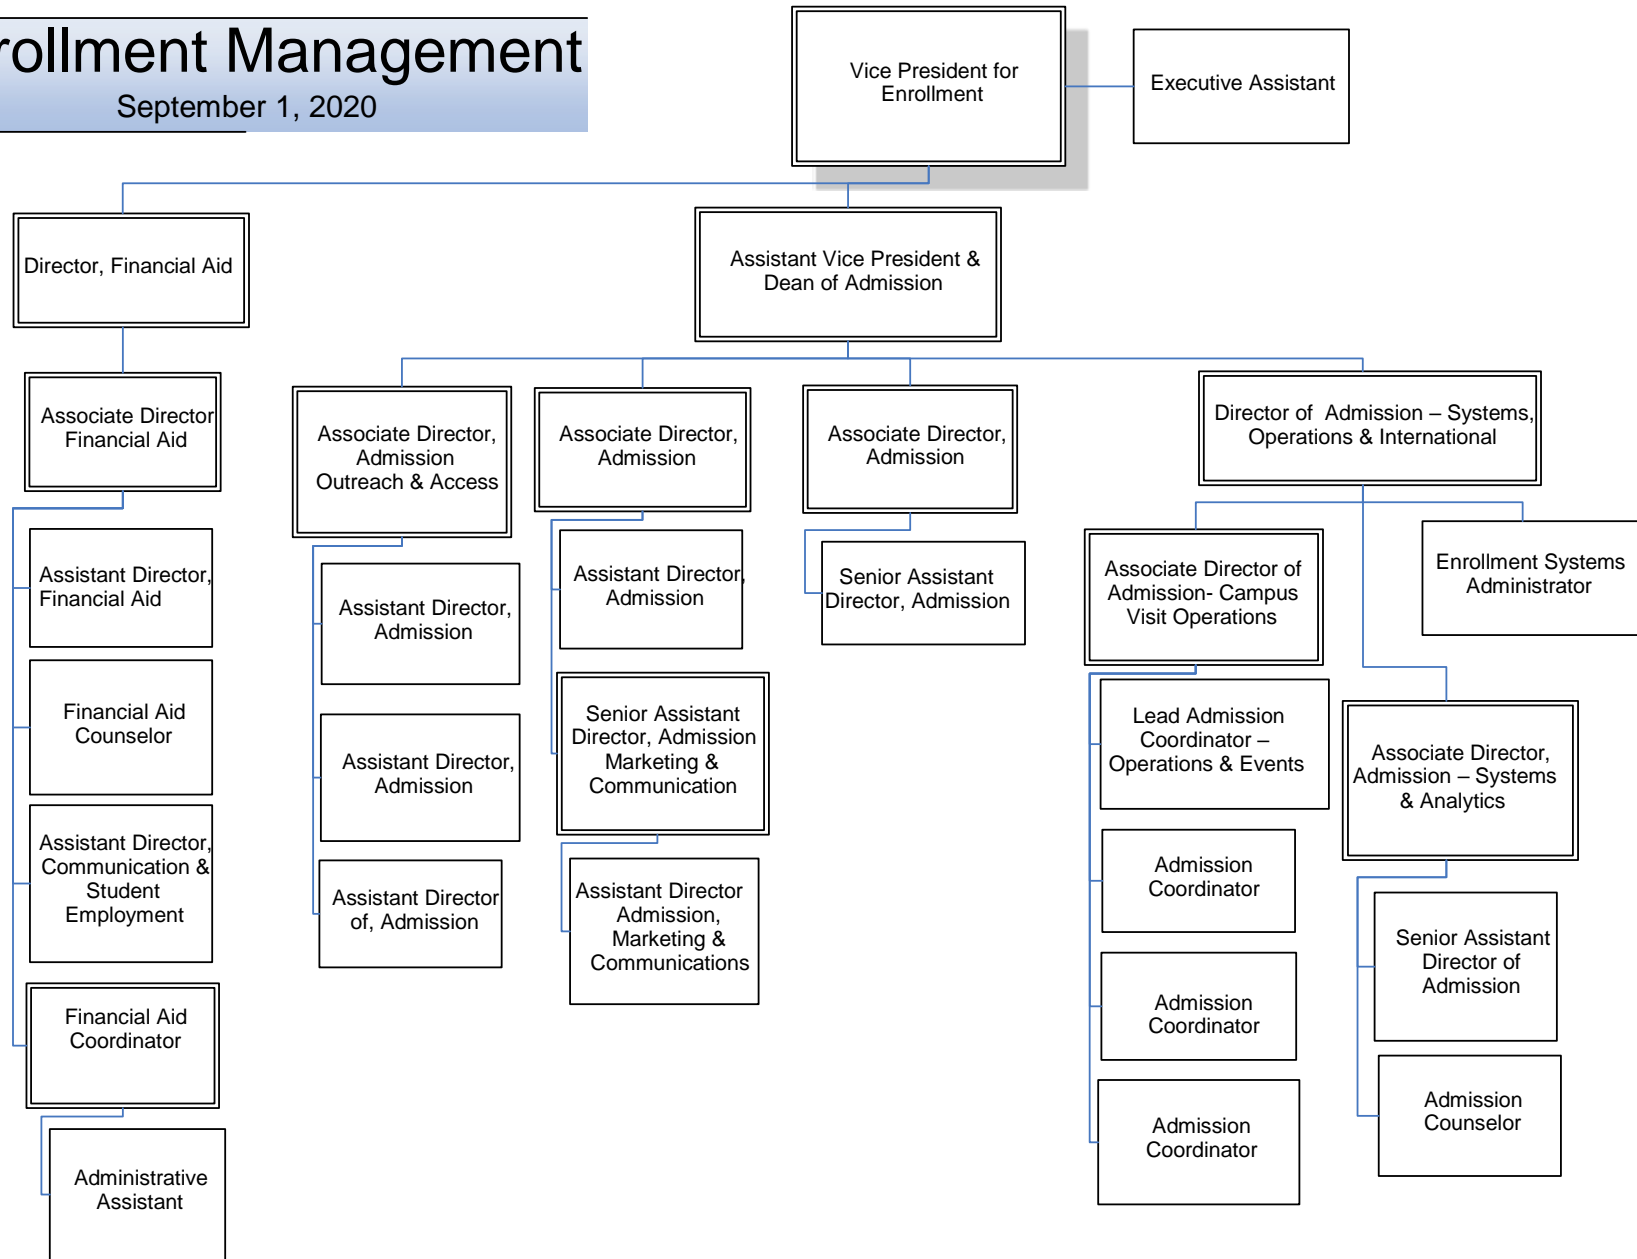 rollment Management
September 1, 2020
Vice President for
Enrollment
Executive Assistant
Director, Financial Aid
Assistant Vice President &
Dean of Admission
Associate Director
Financial Aid
Associate Director,
Admission
Outreach & Access
Associate Director,
Admission
Associate Director,
Admission
Director of  Admission – Systems,
Operations & International
Assistant Director,
Financial Aid
Financial Aid
Counselor
Assistant Director,
Communication &
Student
Employment
Financial Aid
Coordinator
Administrative
Assistant
Assistant Director,
Admission
Assistant Director,
Admission
Assistant Director
of, Admission
Assistant Director,
Admission
Senior Assistant
Director, Admission
Marketing &
Communication
Assistant Director
Admission,
Marketing &
Communications
Senior Assistant
Director, Admission
Associate Director of
Admission- Campus
Visit Operations
Enrollment Systems
Administrator
Lead Admission
Coordinator –
Operations & Events
Admission
Coordinator
Admission
Coordinator
Admission
Coordinator
Associate Director,
Admission – Systems
& Analytics
Senior Assistant
Director of
Admission
Admission
Counselor